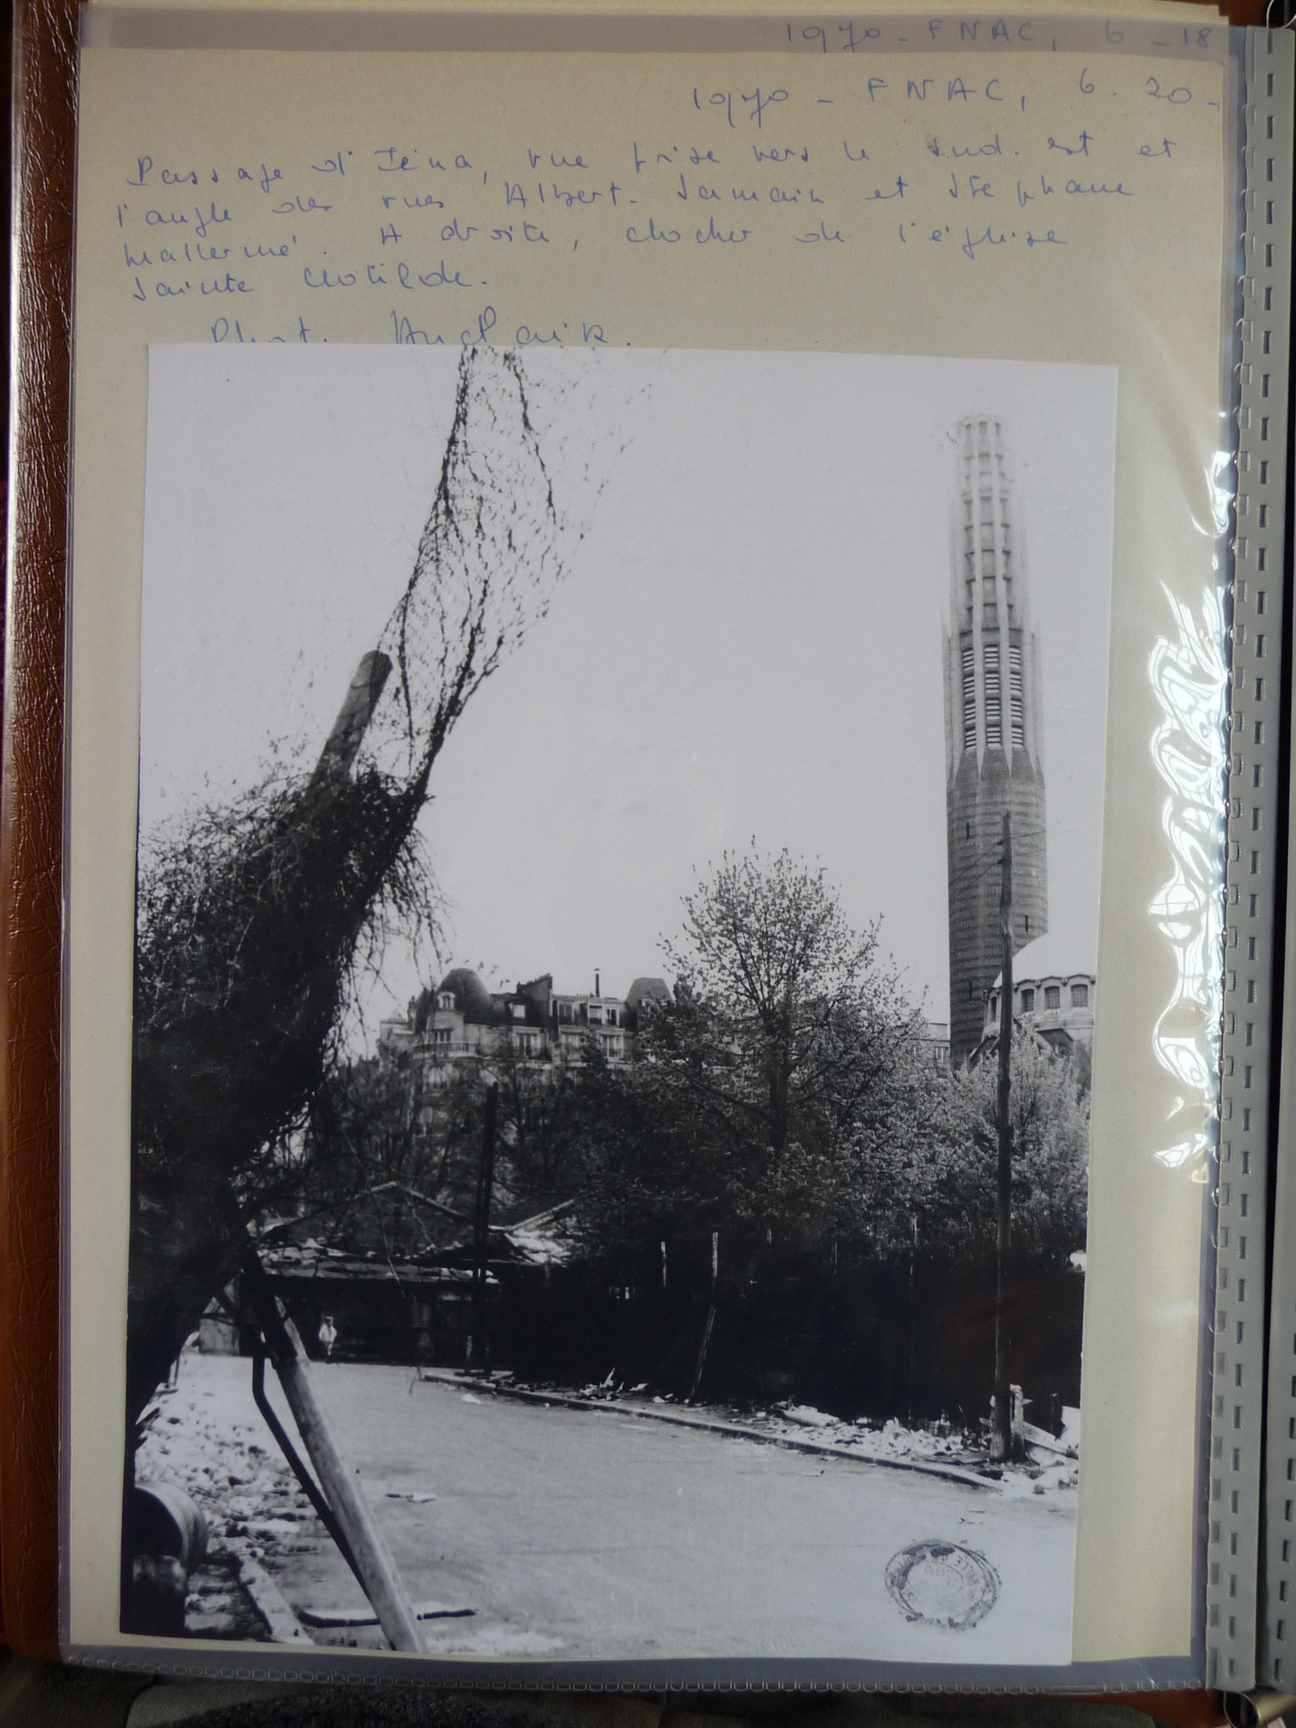 1970 - FNAC, 6 - 18
1970 - FNAC, 6. 20 -
Passage d'Iéna, vue prise vers le sud. est et
l'angle des rues Albert. Samain et Stéphane
Mallarmé. A droite, clocher de l'église
Sainte Clotilde.
Phot.